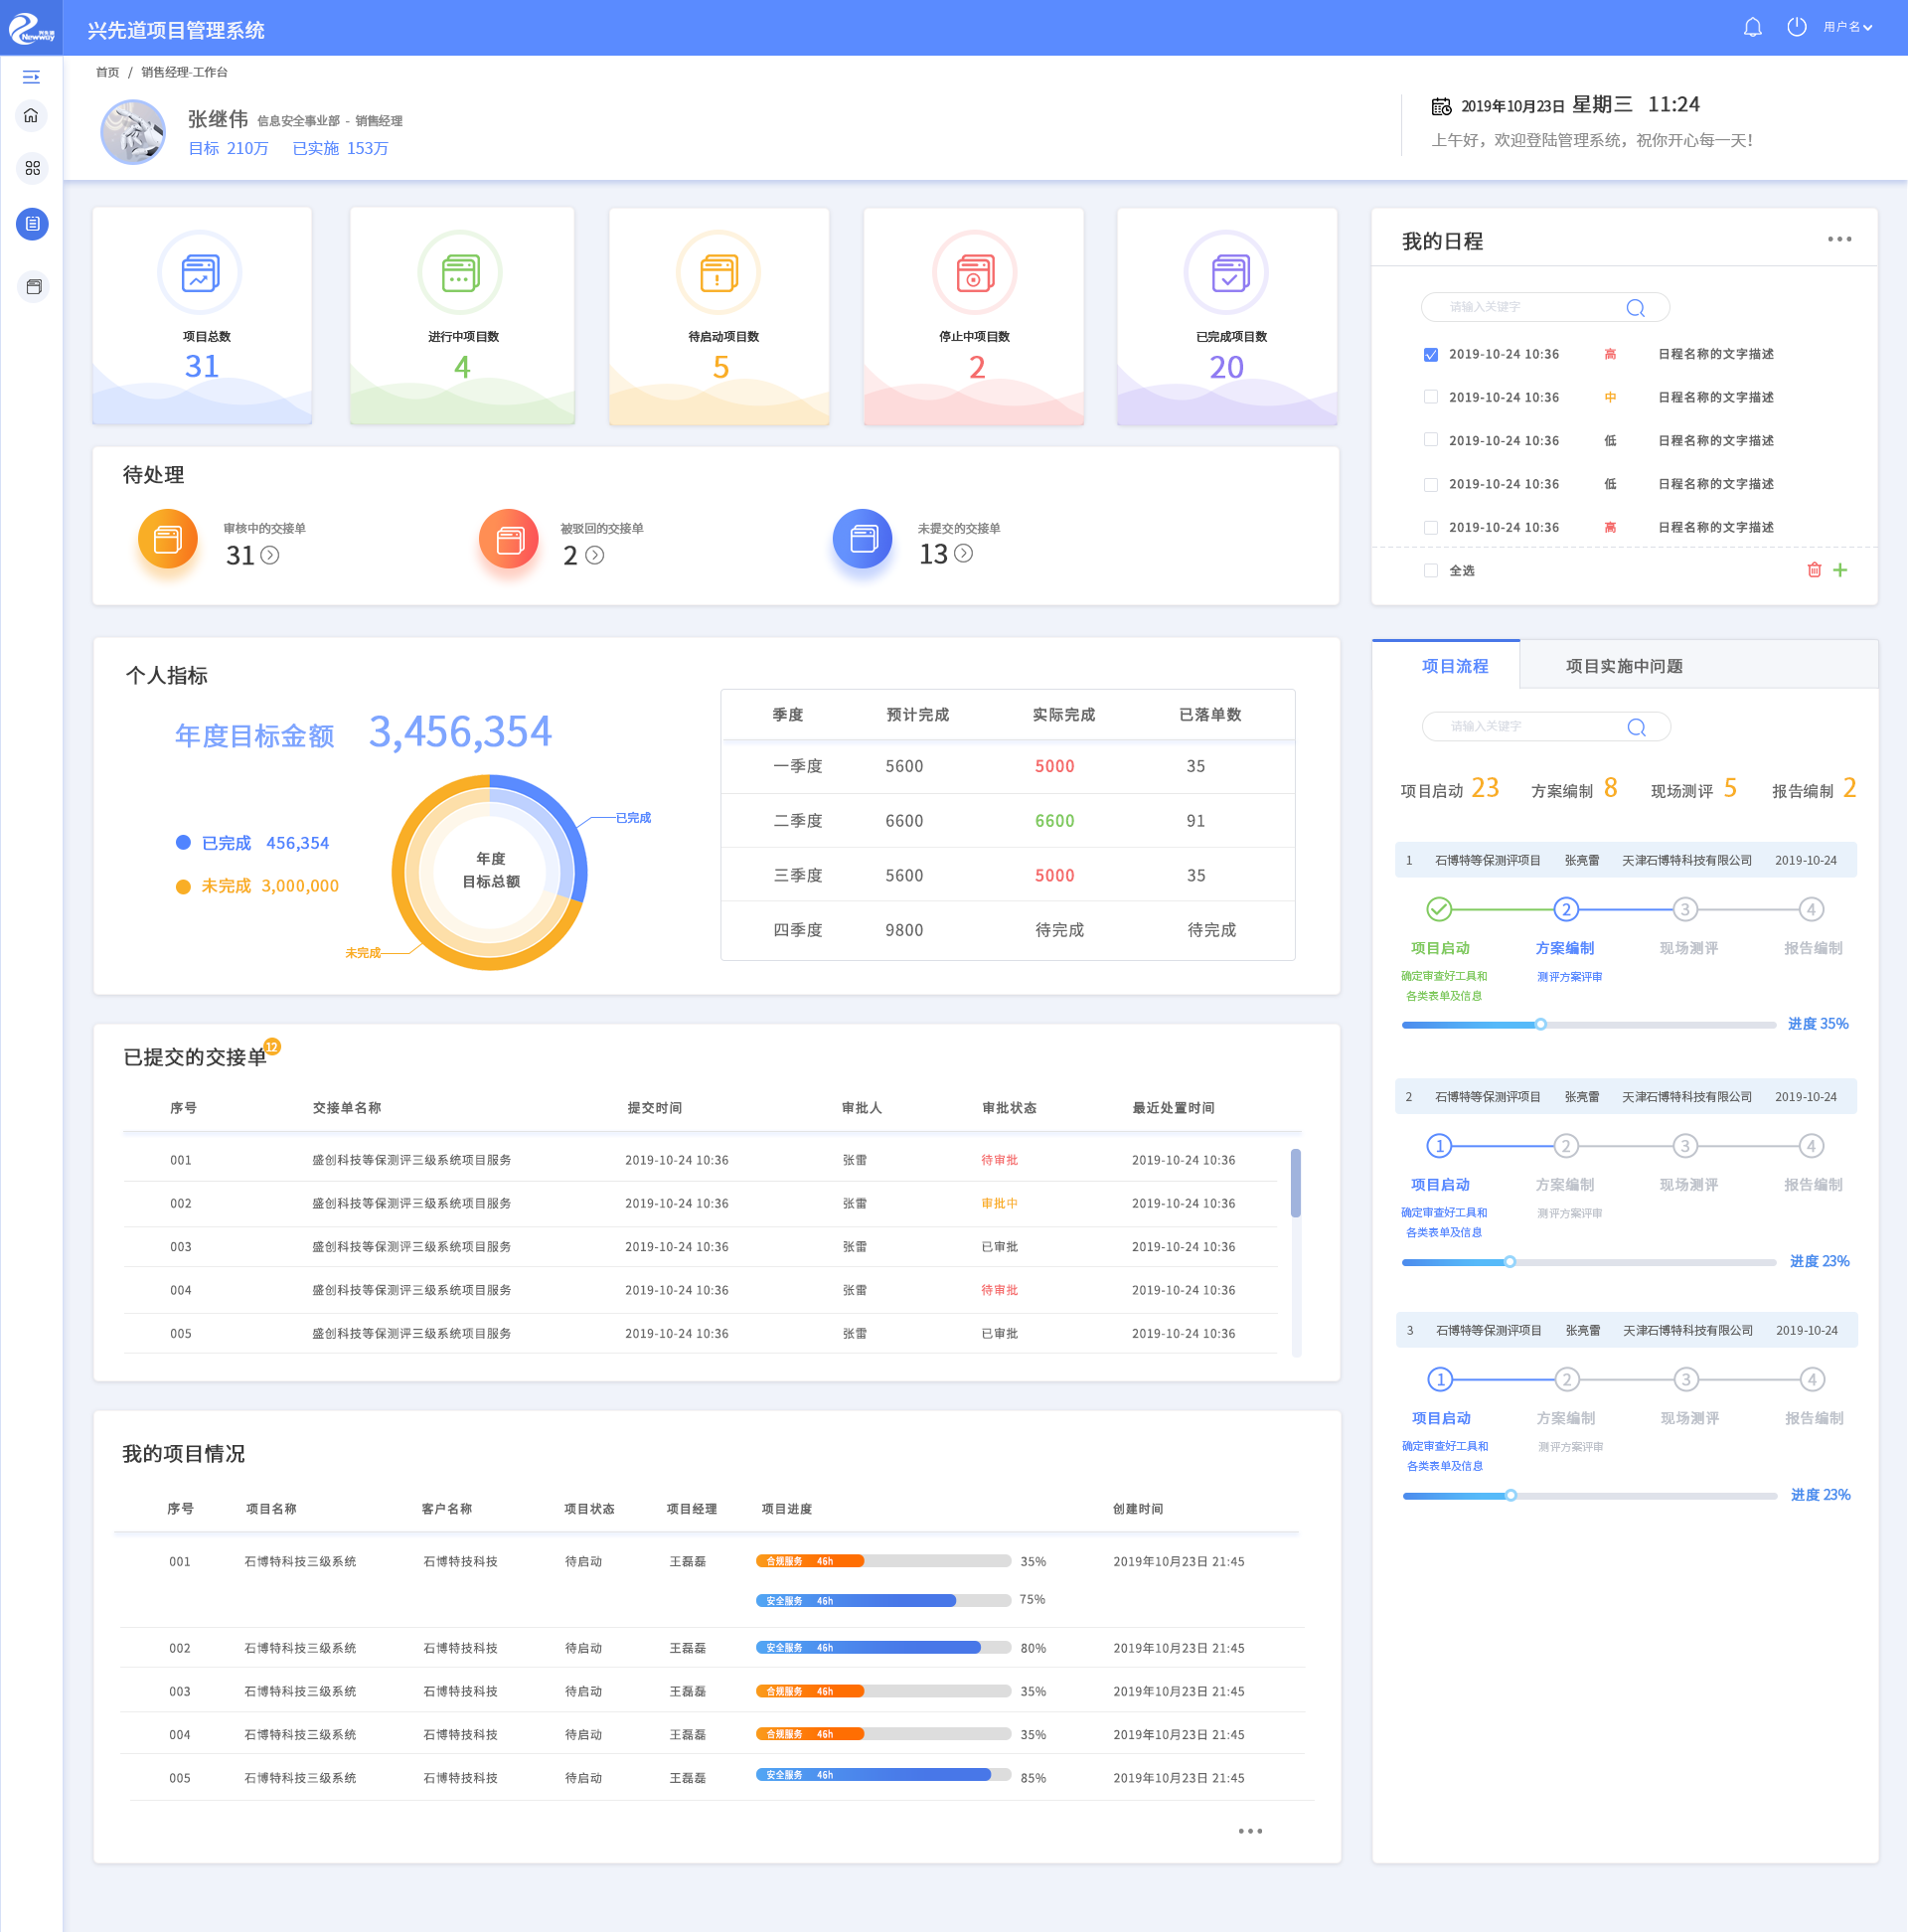 兴先道
Newway
兴先道项目管理系统
用户名
首页 / 销售经理-工作台
张继伟 信息安全事业部 - 销售经理
目标 210万 已实施 153万
2019年10月23日 星期三 11:24
上午好，欢迎登陆管理系统，祝你开心每一天！
项目总数
31
进行中项目数
4
待启动项目数
5
停止中项目数
2
已完成项目数
20
我的日程
请输入关键字
2019-10-24 10:36 高 日程名称的文字描述
2019-10-24 10:36 中 日程名称的文字描述
2019-10-24 10:36 低 日程名称的文字描述
2019-10-24 10:36 低 日程名称的文字描述
2019-10-24 10:36 高 日程名称的文字描述
全选
待处理
审核中的交接单
31
被驳回的交接单
2
未提交的交接单
13
个人指标
年度目标金额 3,456,354
已完成 456,354
未完成 3,000,000
已完成
年度
目标总额
未完成
季度 预计完成 实际完成 已落单数
一季度 5600 5000 35
二季度 6600 6600 91
三季度 5600 5000 35
四季度 9800 待完成 待完成
项目流程 项目实施中问题
请输入关键字
项目启动 23 方案编制 8 现场测评 5 报告编制 2
1 石博特等保测评项目 张亮雷 天津石博特科技有限公司 2019-10-24
2 3 4
项目启动 方案编制 现场测评 报告编制
确定审查好工具和 测评方案评审
各类表单及信息
进度 35%
2 石博特等保测评项目 张亮雷 天津石博特科技有限公司 2019-10-24
1 2 3 4
项目启动 方案编制 现场测评 报告编制
确定审查好工具和 测评方案评审
各类表单及信息
进度 23%
3 石博特等保测评项目 张亮雷 天津石博特科技有限公司 2019-10-24
1 2 3 4
项目启动 方案编制 现场测评 报告编制
确定审查好工具和 测评方案评审
各类表单及信息
进度 23%
已提交的交接单 12
序号 交接单名称 提交时间 审批人 审批状态 最近处置时间
001 盛创科技等保测评三级系统项目服务 2019-10-24 10:36 张雷 待审批 2019-10-24 10:36
002 盛创科技等保测评三级系统项目服务 2019-10-24 10:36 张雷 审批中 2019-10-24 10:36
003 盛创科技等保测评三级系统项目服务 2019-10-24 10:36 张雷 已审批 2019-10-24 10:36
004 盛创科技等保测评三级系统项目服务 2019-10-24 10:36 张雷 待审批 2019-10-24 10:36
005 盛创科技等保测评三级系统项目服务 2019-10-24 10:36 张雷 已审批 2019-10-24 10:36
我的项目情况
序号 项目名称 客户名称 项目状态 项目经理 项目进度 创建时间
001 石博特科技三级系统 石博特技科技 待启动 王磊磊 合规服务 46h 35% 2019年10月23日 21:45
安全服务 46h 75%
002 石博特科技三级系统 石博特技科技 待启动 王磊磊 安全服务 46h 80% 2019年10月23日 21:45
003 石博特科技三级系统 石博特技科技 待启动 王磊磊 合规服务 46h 35% 2019年10月23日 21:45
004 石博特科技三级系统 石博特技科技 待启动 王磊磊 合规服务 46h 35% 2019年10月23日 21:45
005 石博特科技三级系统 石博特技科技 待启动 王磊磊 安全服务 46h 85% 2019年10月23日 21:45